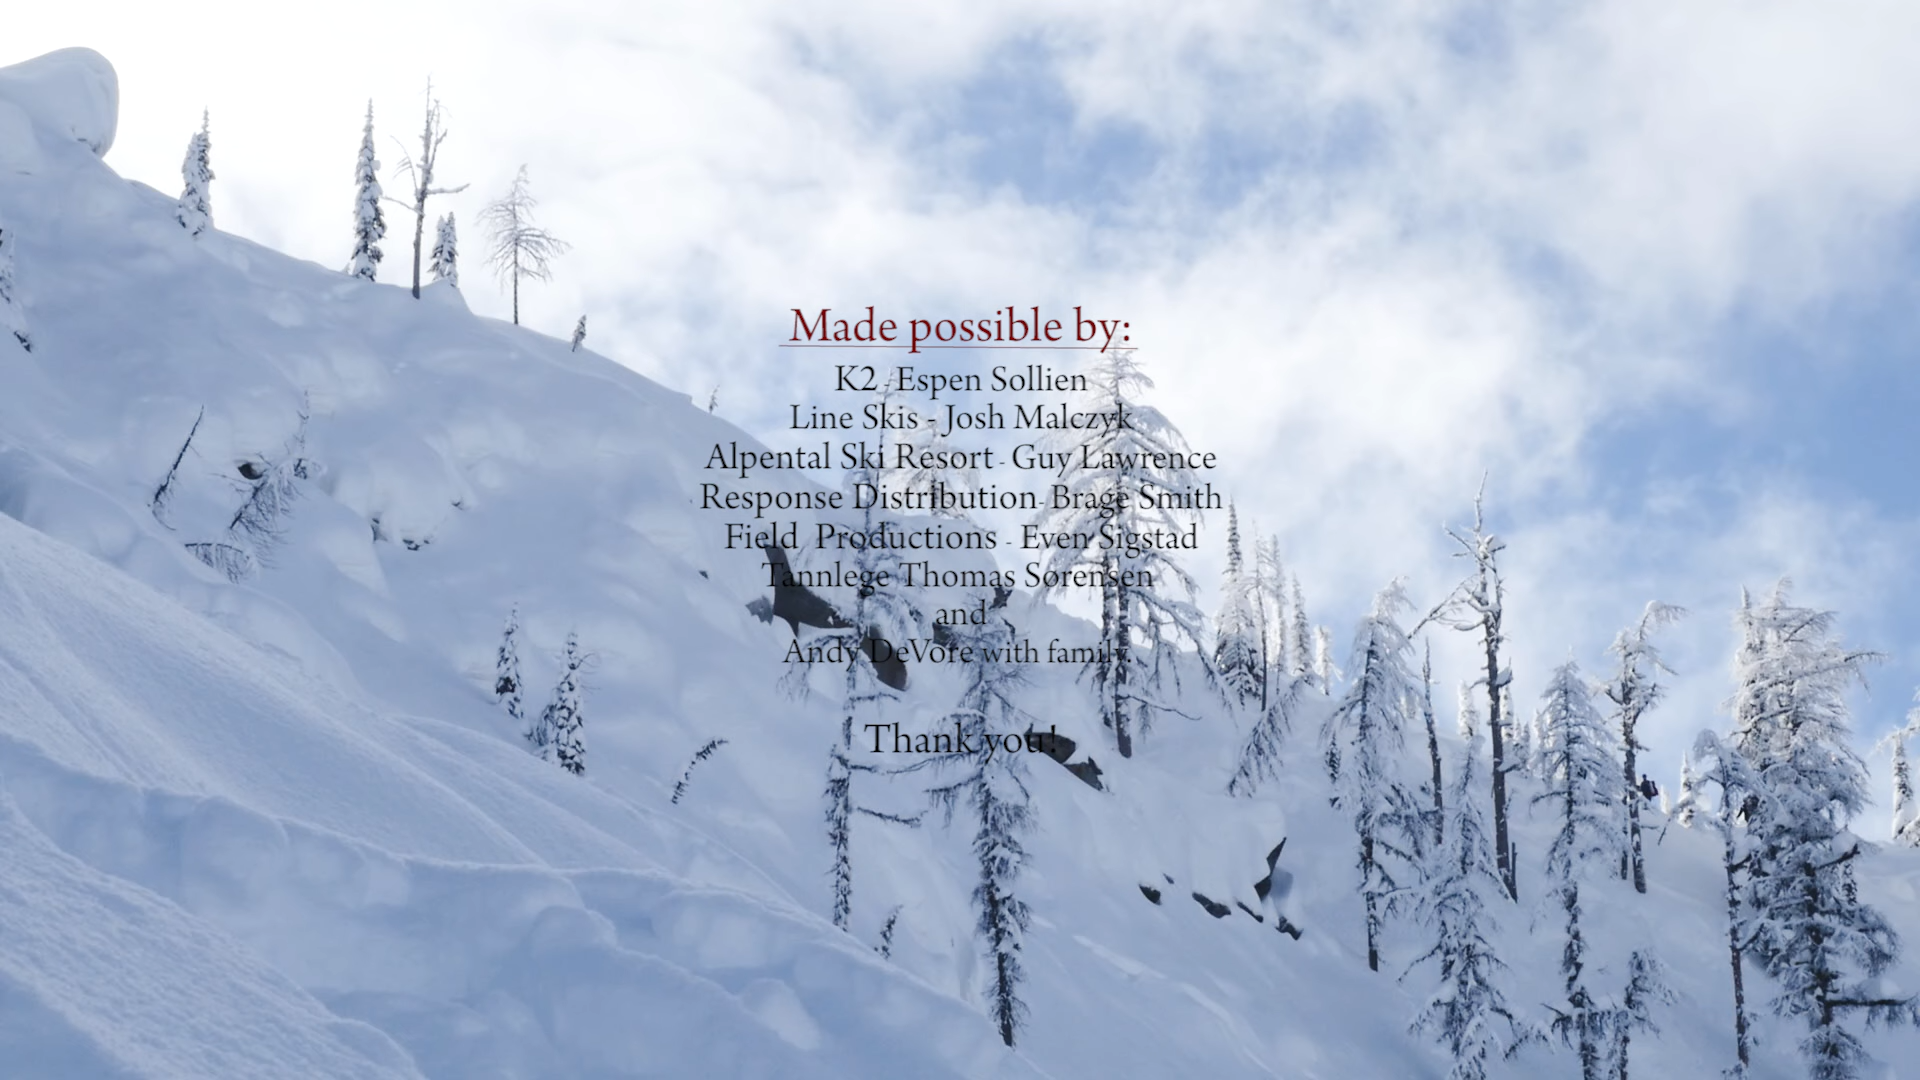 Made possible by:
K2 - Espen Sollien
Line Skis - Josh Malczyk
Alpental Ski Resort - Guy Lawrence
Response Distribution - Brage Smith
Field Productions - Even Sigstad
Tannlege Thomas Sørensen
and
Andy DeVore with family.
Thank you!